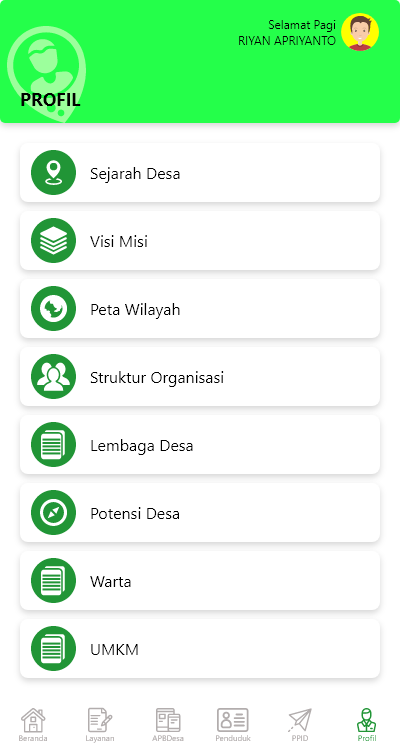 Selamat Pagi
RIYAN APRIYANTO
PROFIL
Sejarah Desa
Visi Misi
Peta Wilayah
Struktur Organisasi
Lembaga Desa
Potensi Desa
Warta
UMKM
Beranda Layanan APBDesa Penduduk PPID Profil